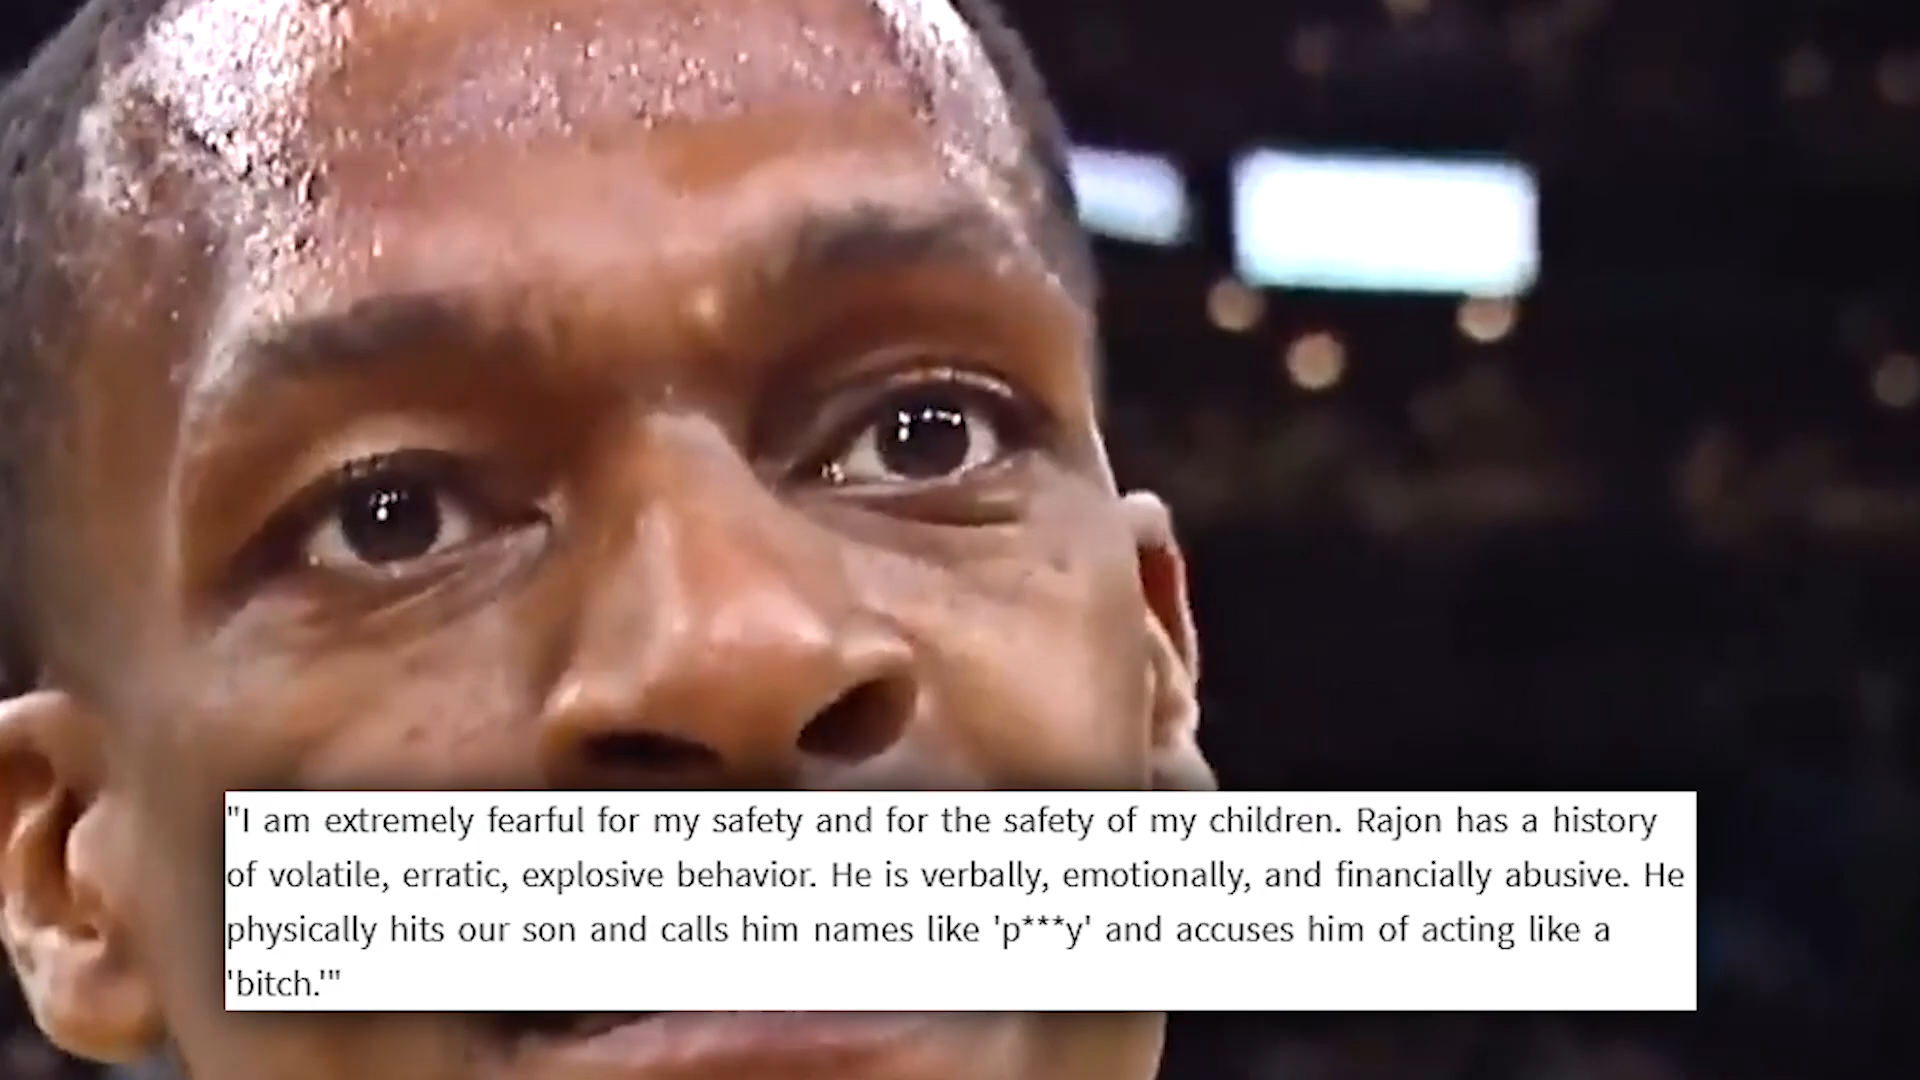 "I am extremely fearful for my safety and for the safety of my children. Rajon has a history
of volatile, erratic, explosive behavior. He is verbally, emotionally, and financially abusive. He
physically hits our son and calls him names like 'p***y' and accuses him of acting like a
'bitch.'"